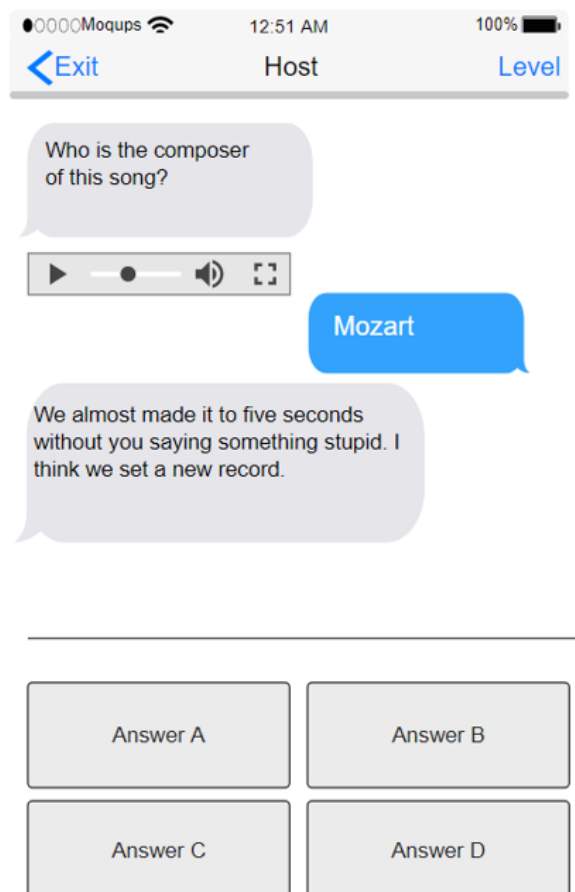 Moqups 12:51 AM 100%
Exit Host Level
Who is the composer
of this song?
Mozart
We almost made it to five seconds
without you saying something stupid. I
think we set a new record.
Answer A Answer B
Answer C Answer D